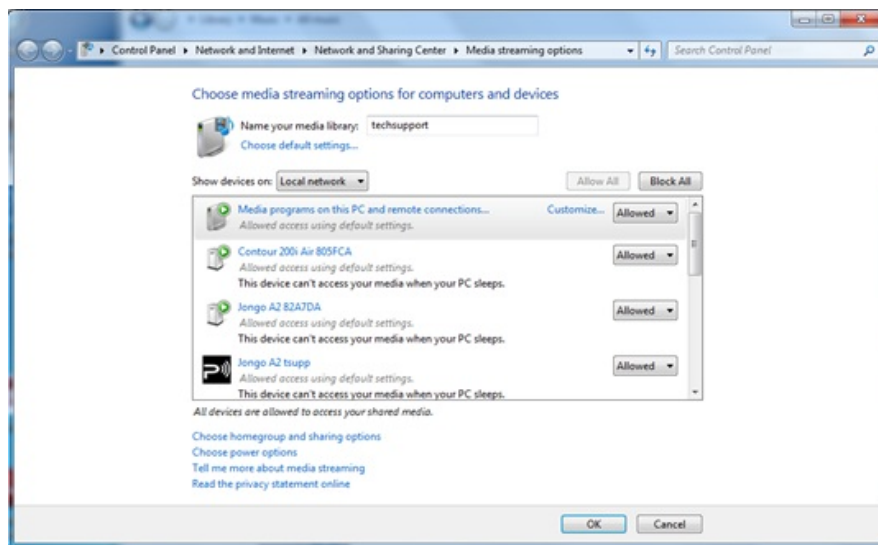 Library ▸ Music ▸ All music
Control Panel ▸ Network and Internet ▸ Network and Sharing Center ▸ Media streaming options
Search Control Panel
Choose media streaming options for computers and devices
Name your media library: techsupport
Choose default settings...
Show devices on: Local network
Allow All Block All
Media programs on this PC and remote connections... Customize... Allowed
Allowed access using default settings.
Contour 200i Air 805FCA Allowed
Allowed access using default settings.
This device can't access your media when your PC sleeps.
Jongo A2 82A7DA Allowed
Allowed access using default settings.
This device can't access your media when your PC sleeps.
Jongo A2 tsupp Allowed
Allowed access using default settings.
This device can't access your media when your PC sleeps.
All devices are allowed to access your shared media.
Choose homegroup and sharing options
Choose power options
Tell me more about media streaming
Read the privacy statement online
OK Cancel